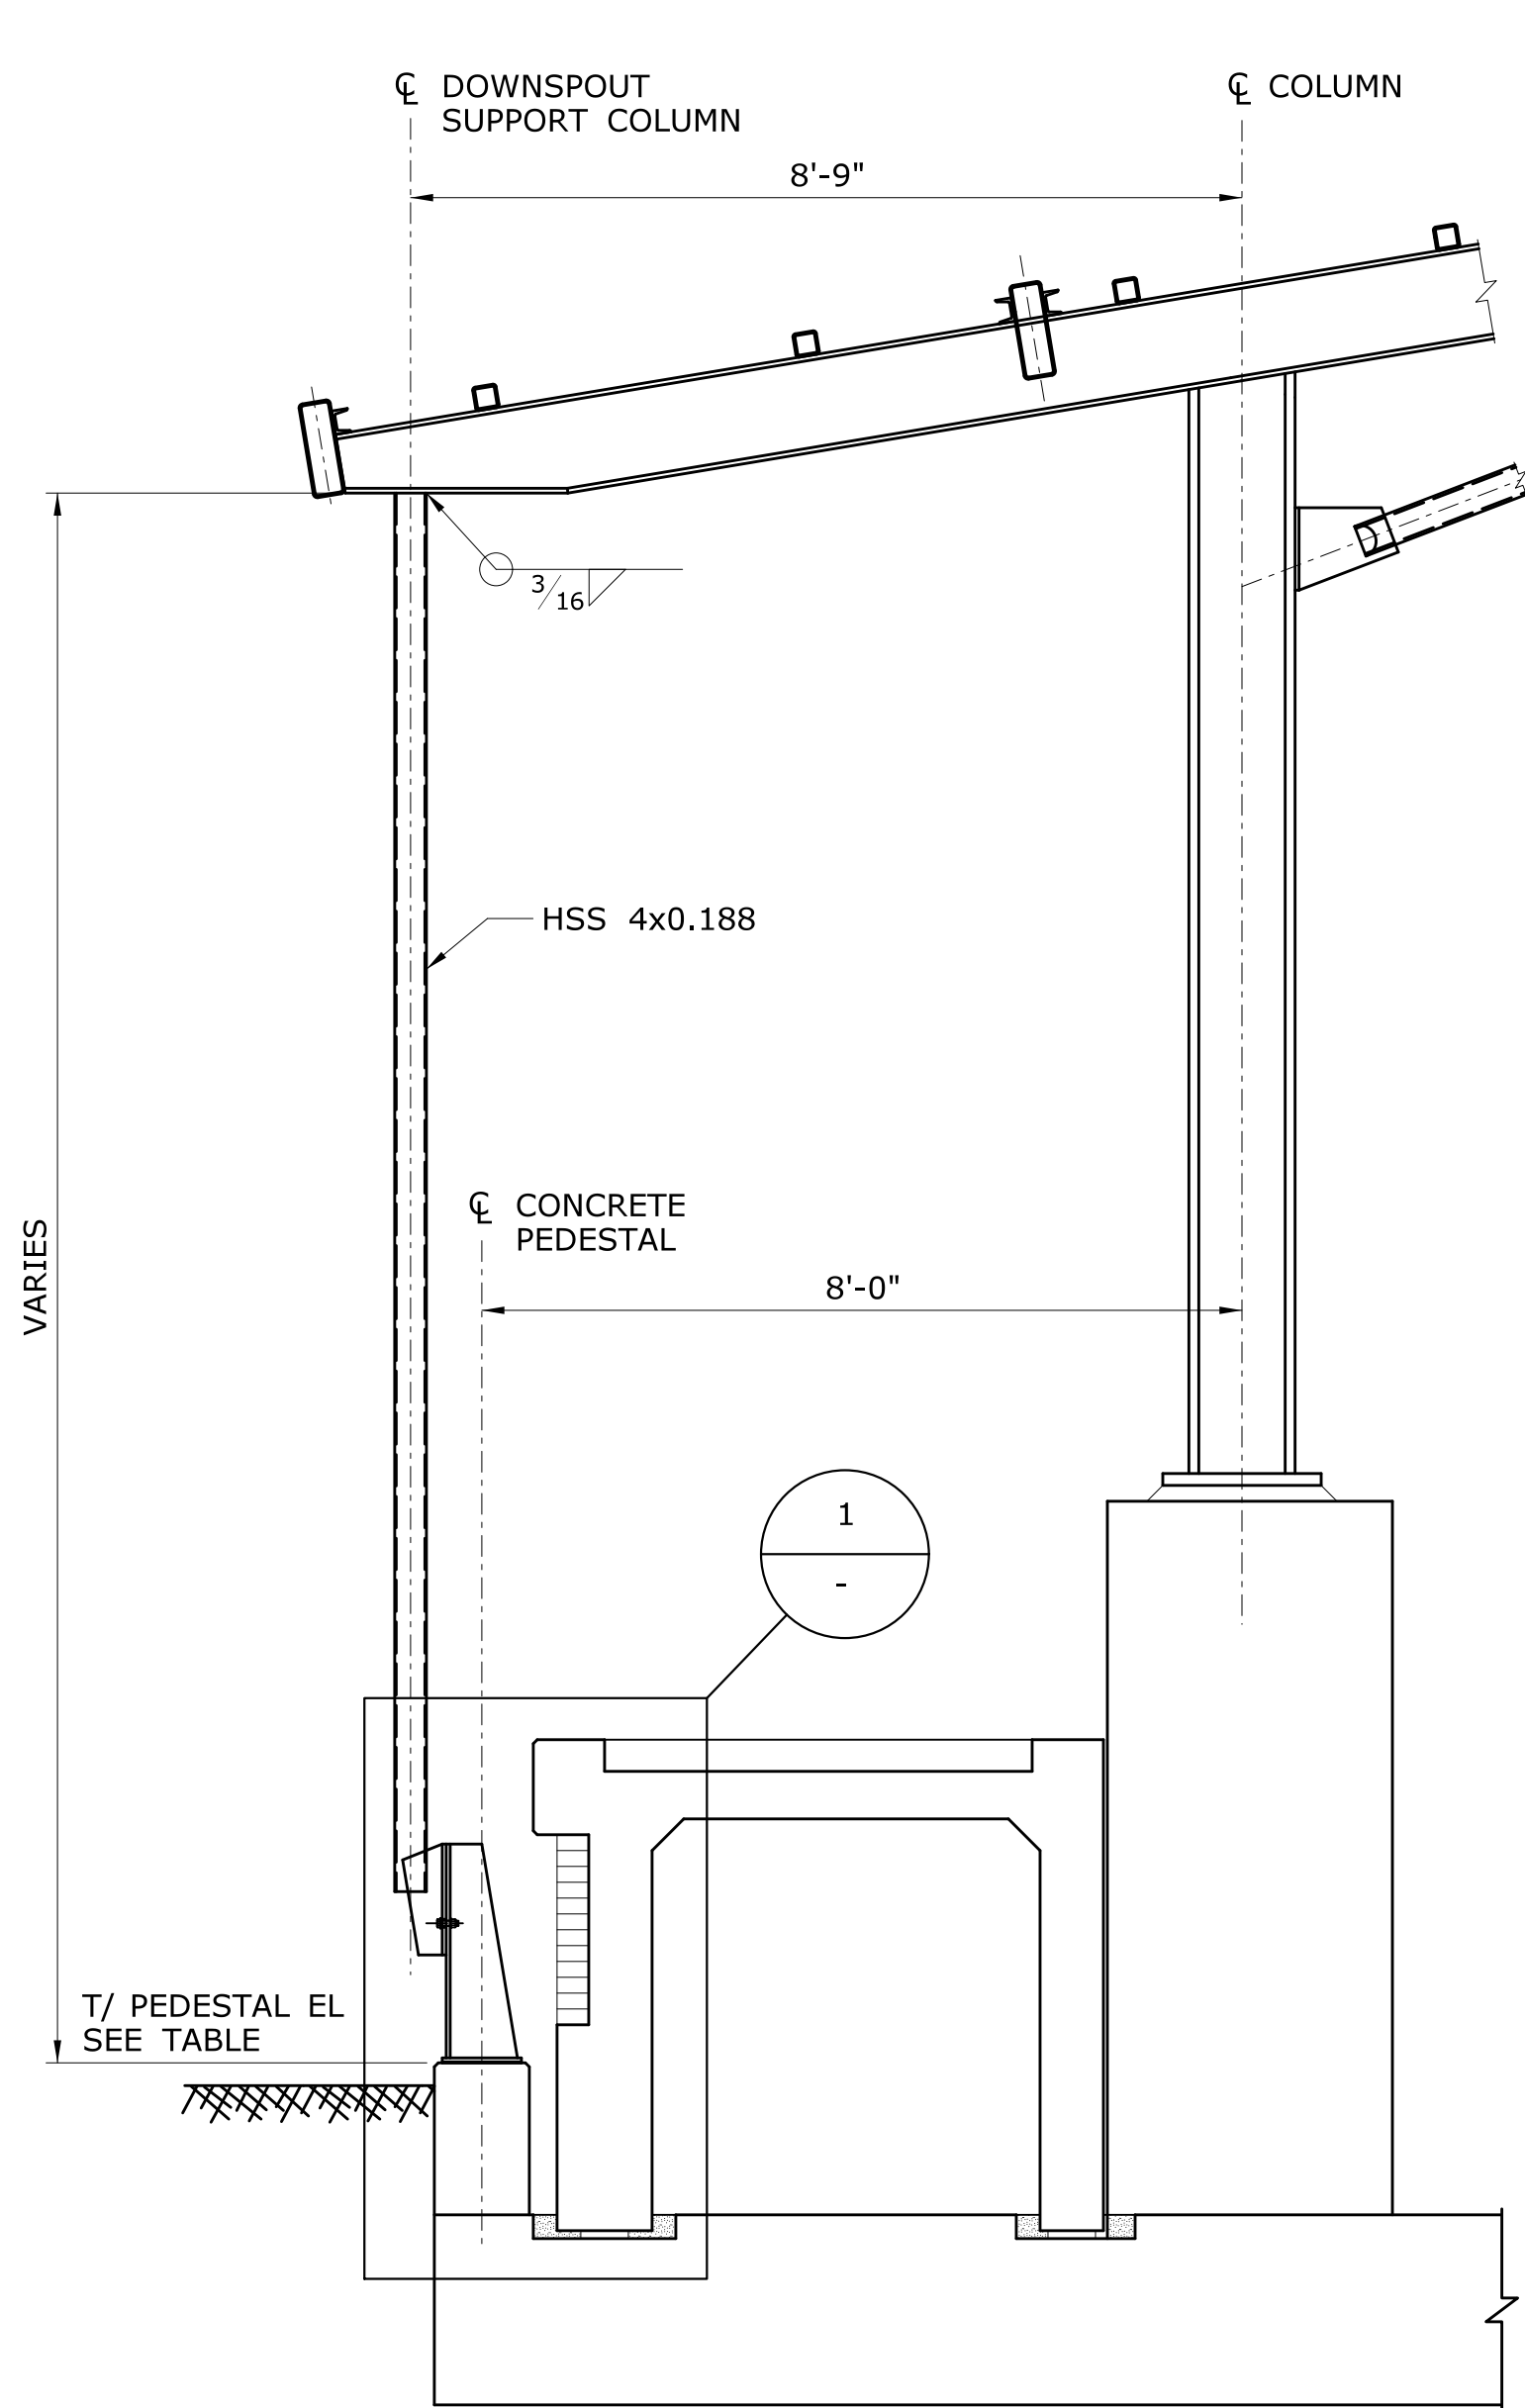 ℄ DOWNSPOUT
SUPPORT COLUMN
℄ COLUMN
8'-9"
3/16
HSS 4x0.188
℄ CONCRETE
PEDESTAL
8'-0"
VARIES
1
-
T/ PEDESTAL EL
SEE TABLE